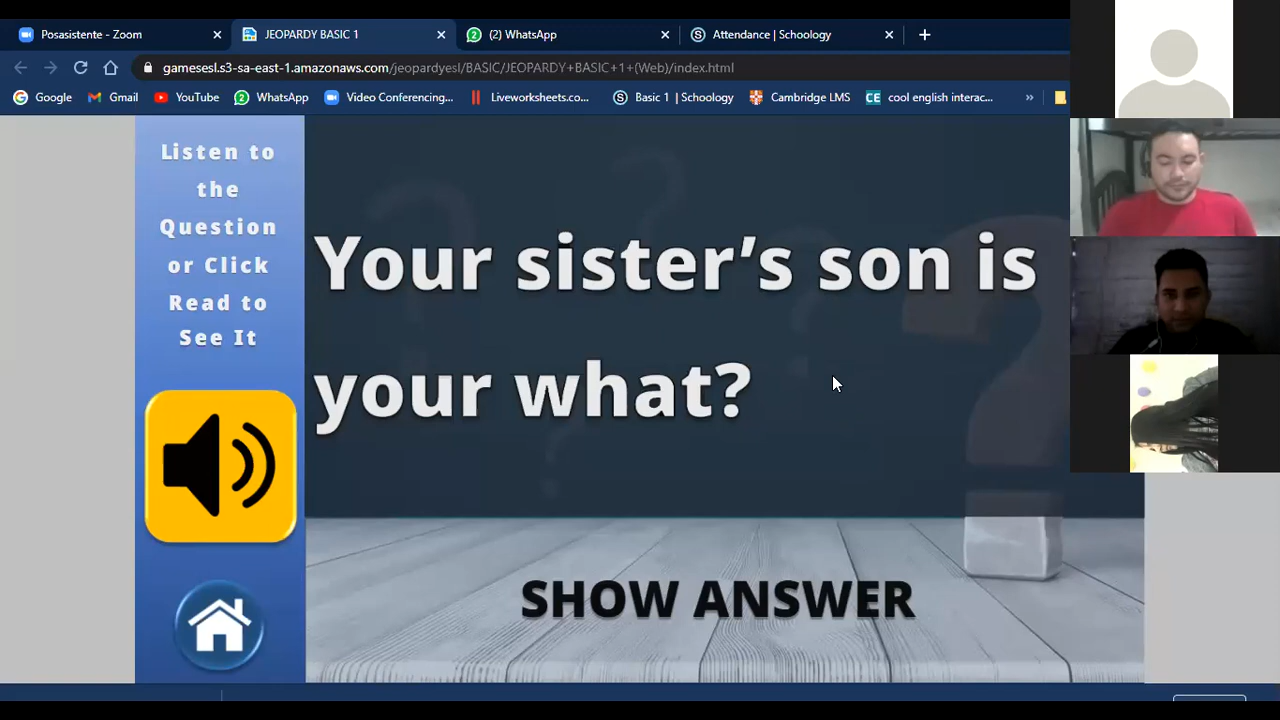 Posasistente - Zoom
JEOPARDY BASIC 1
(2) WhatsApp
Attendance | Schoology
gamesesl.s3-sa-east-1.amazonaws.com/jeopardyesl/BASIC/JEOPARDY+BASIC+1+(Web)/index.html
Google
Gmail
YouTube
WhatsApp
Video Conferencing...
Liveworksheets.co...
Basic 1 | Schoology
Cambridge LMS
CE
cool english interac...
Listen to
the
Question
or Click
Read to
See It
Your sister’s son is
your what?
SHOW ANSWER